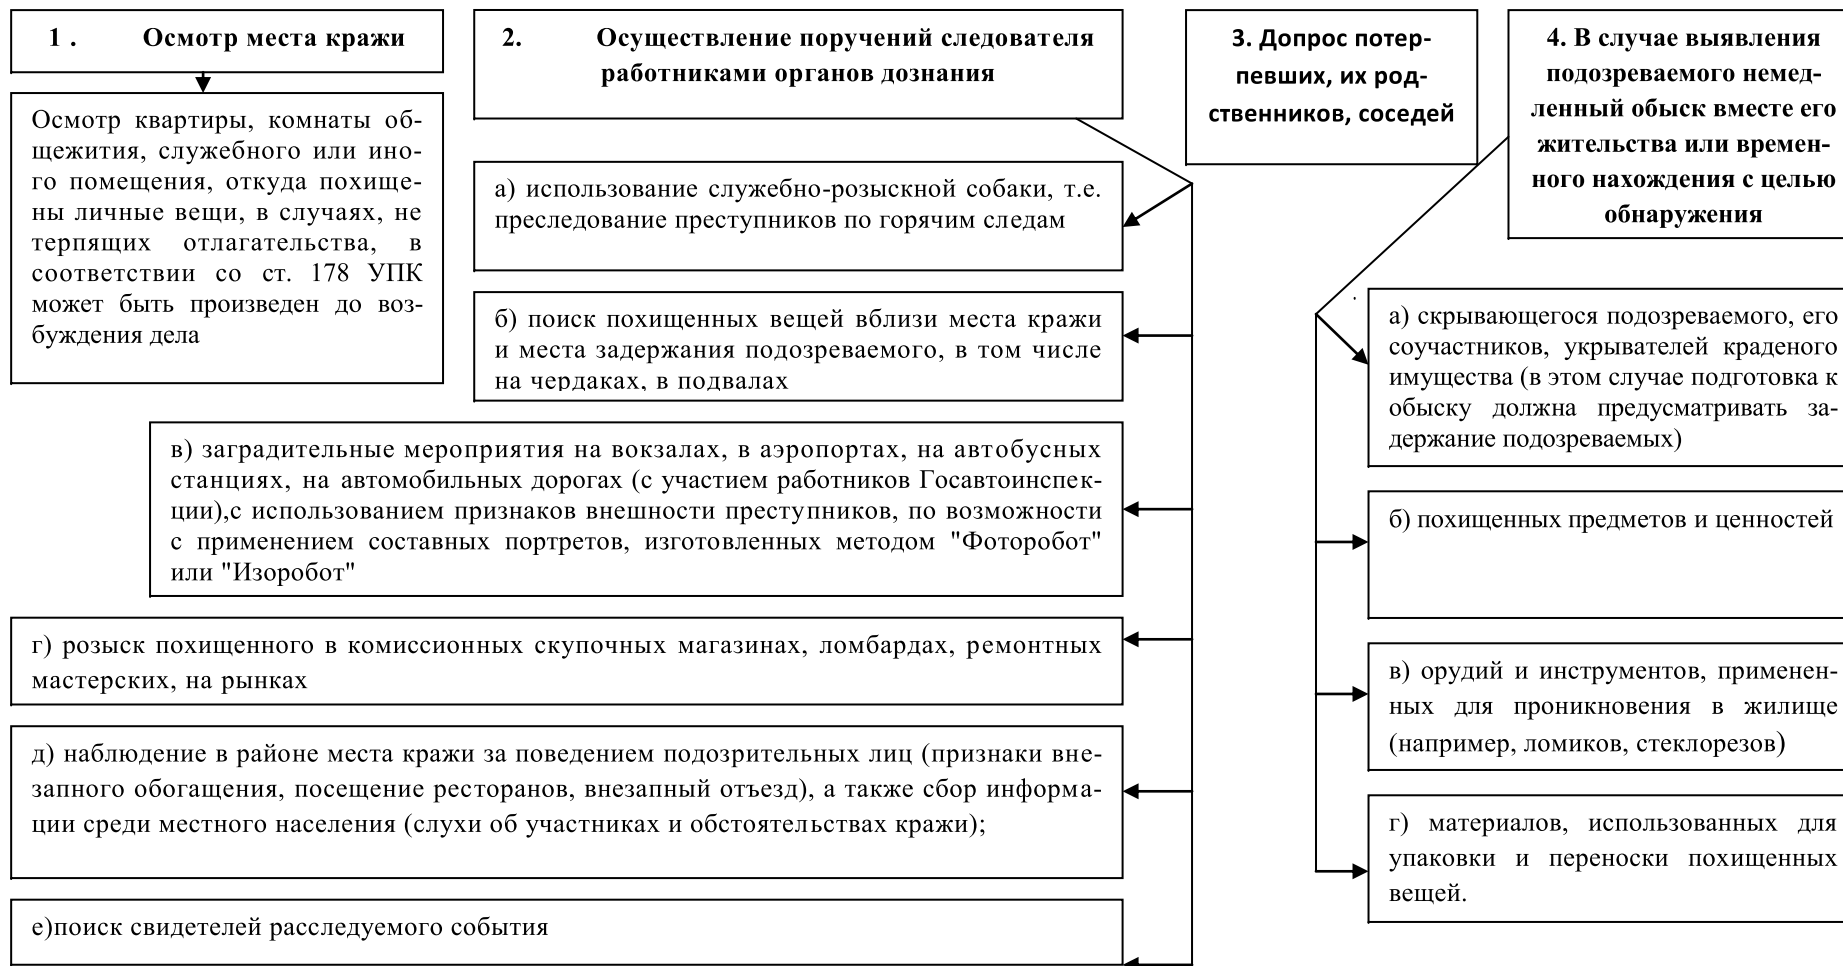 1 . Осмотр места кражи
Осмотр квартиры, комнаты об-
щежития, служебного или ино-
го помещения, откуда похище-
ны личные вещи, в случаях, не
терпящих отлагательства, в
соответствии со ст. 178 УПК
может быть произведен до воз-
буждения дела
2. Осуществление поручений следователя
работниками органов дознания
а) использование служебно-розыскной собаки, т.е.
преследование преступников по горячим следам
б) поиск похищенных вещей вблизи места кражи
и места задержания подозреваемого, в том числе
на чердаках, в подвалах
в) заградительные мероприятия на вокзалах, в аэропортах, на автобусных
станциях, на автомобильных дорогах (с участием работников Госавтоинспек-
ции),с использованием признаков внешности преступников, по возможности
с применением составных портретов, изготовленных методом "Фоторобот"
или "Изоробот"
г) розыск похищенного в комиссионных скупочных магазинах, ломбардах, ремонтных
мастерских, на рынках
д) наблюдение в районе места кражи за поведением подозрительных лиц (признаки вне-
запного обогащения, посещение ресторанов, внезапный отъезд), а также сбор информа-
ции среди местного населения (слухи об участниках и обстоятельствах кражи);
е)поиск свидетелей расследуемого события
3. Допрос потер-
певших, их род-
ственников, соседей
4. В случае выявления
подозреваемого немед-
ленный обыск вместе его
жительства или времен-
ного нахождения с целью
обнаружения
а) скрывающегося подозреваемого, его
соучастников, укрывателей краденого
имущества (в этом случае подготовка к
обыску должна предусматривать за-
держание подозреваемых)
б) похищенных предметов и ценностей
в) орудий и инструментов, применен-
ных для проникновения в жилище
(например, ломиков, стеклорезов)
г) материалов, использованных для
упаковки и переноски похищенных
вещей.